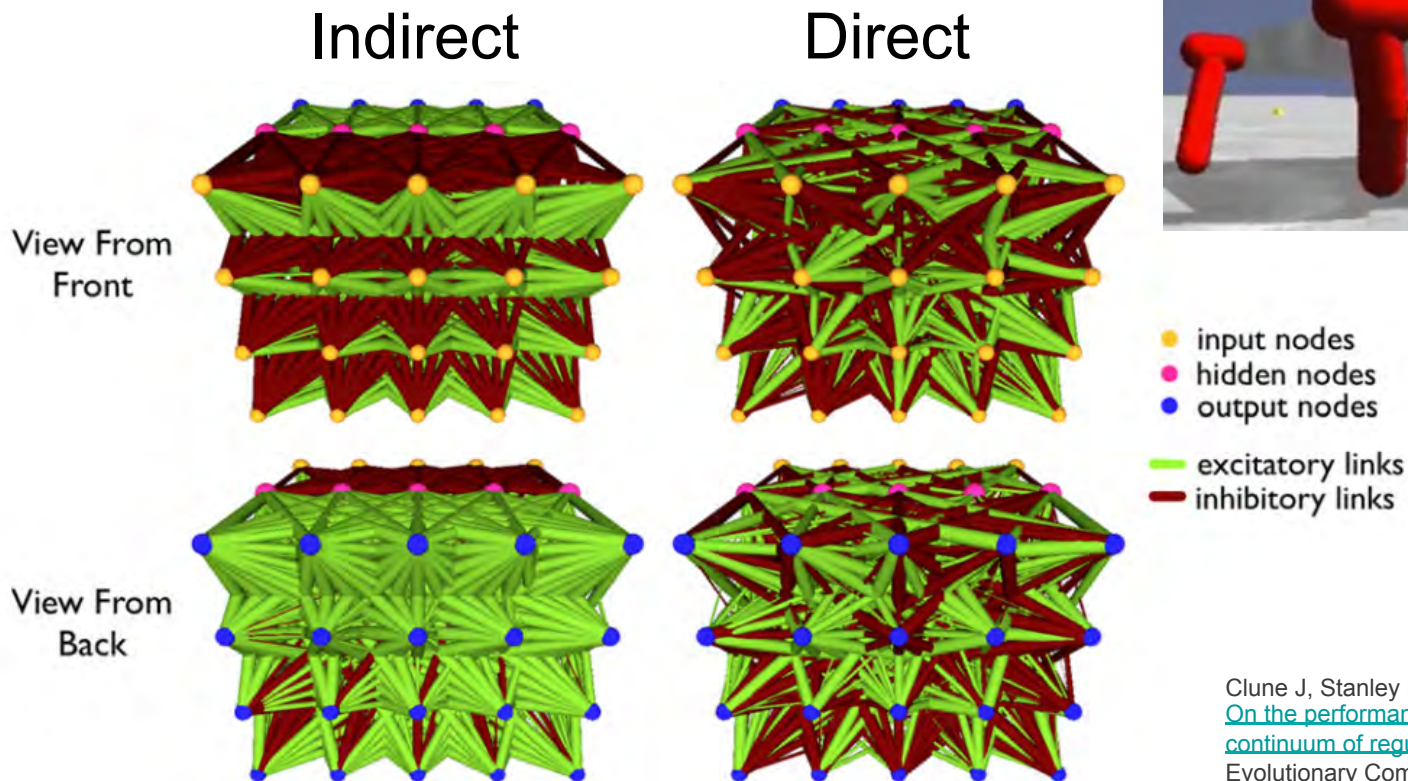 Indirect
Direct
View From
Front
View From
Back
input nodes
hidden nodes
output nodes
excitatory links
inhibitory links
Clune J, Stanley
On the performan
continuum of regu
Evolutionary Com